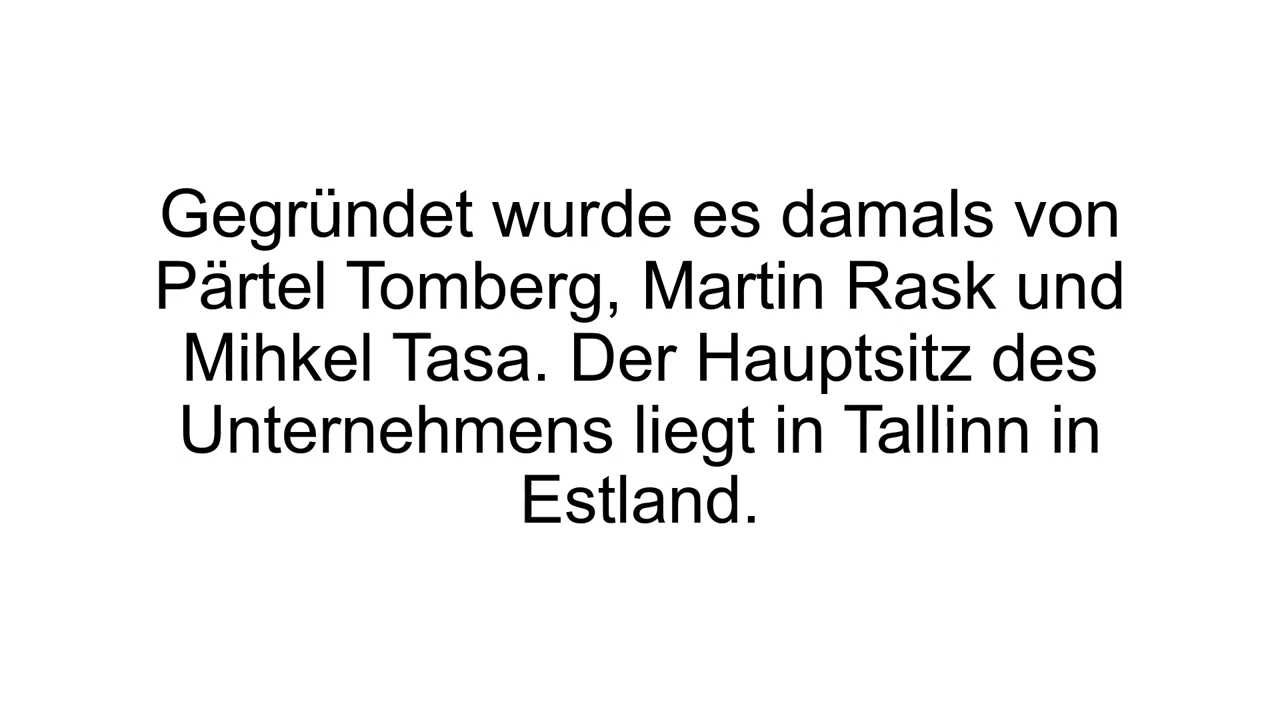 Gegründet wurde es damals von
Pärtel Tomberg, Martin Rask und
Mihkel Tasa. Der Hauptsitz des
Unternehmens liegt in Tallinn in
Estland.